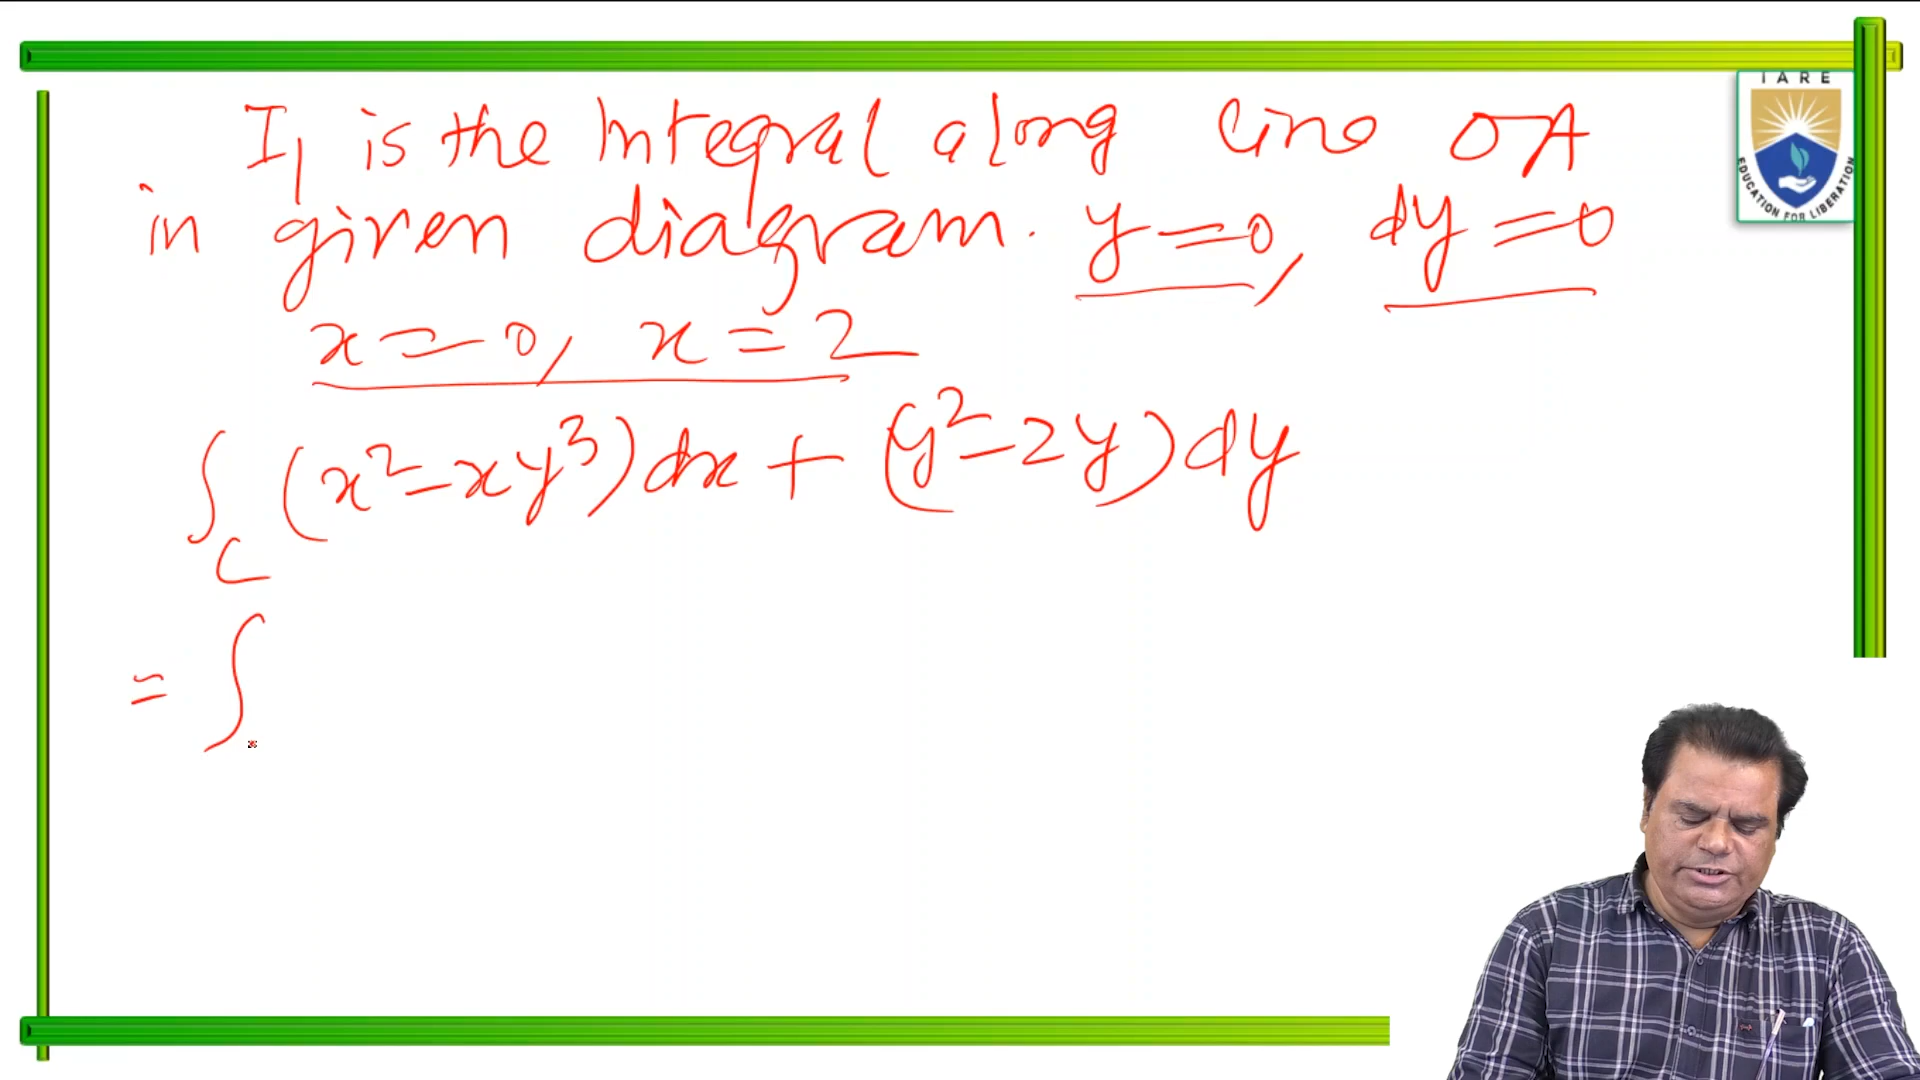 I₁ is the Integral along line OA
IARE
EDUCATION FOR LIBERATION
in given diagram. y=0, dy=0
x=0, x=2
∫_C (x²-xy³)dx + (y²-2y)dy
= ∫